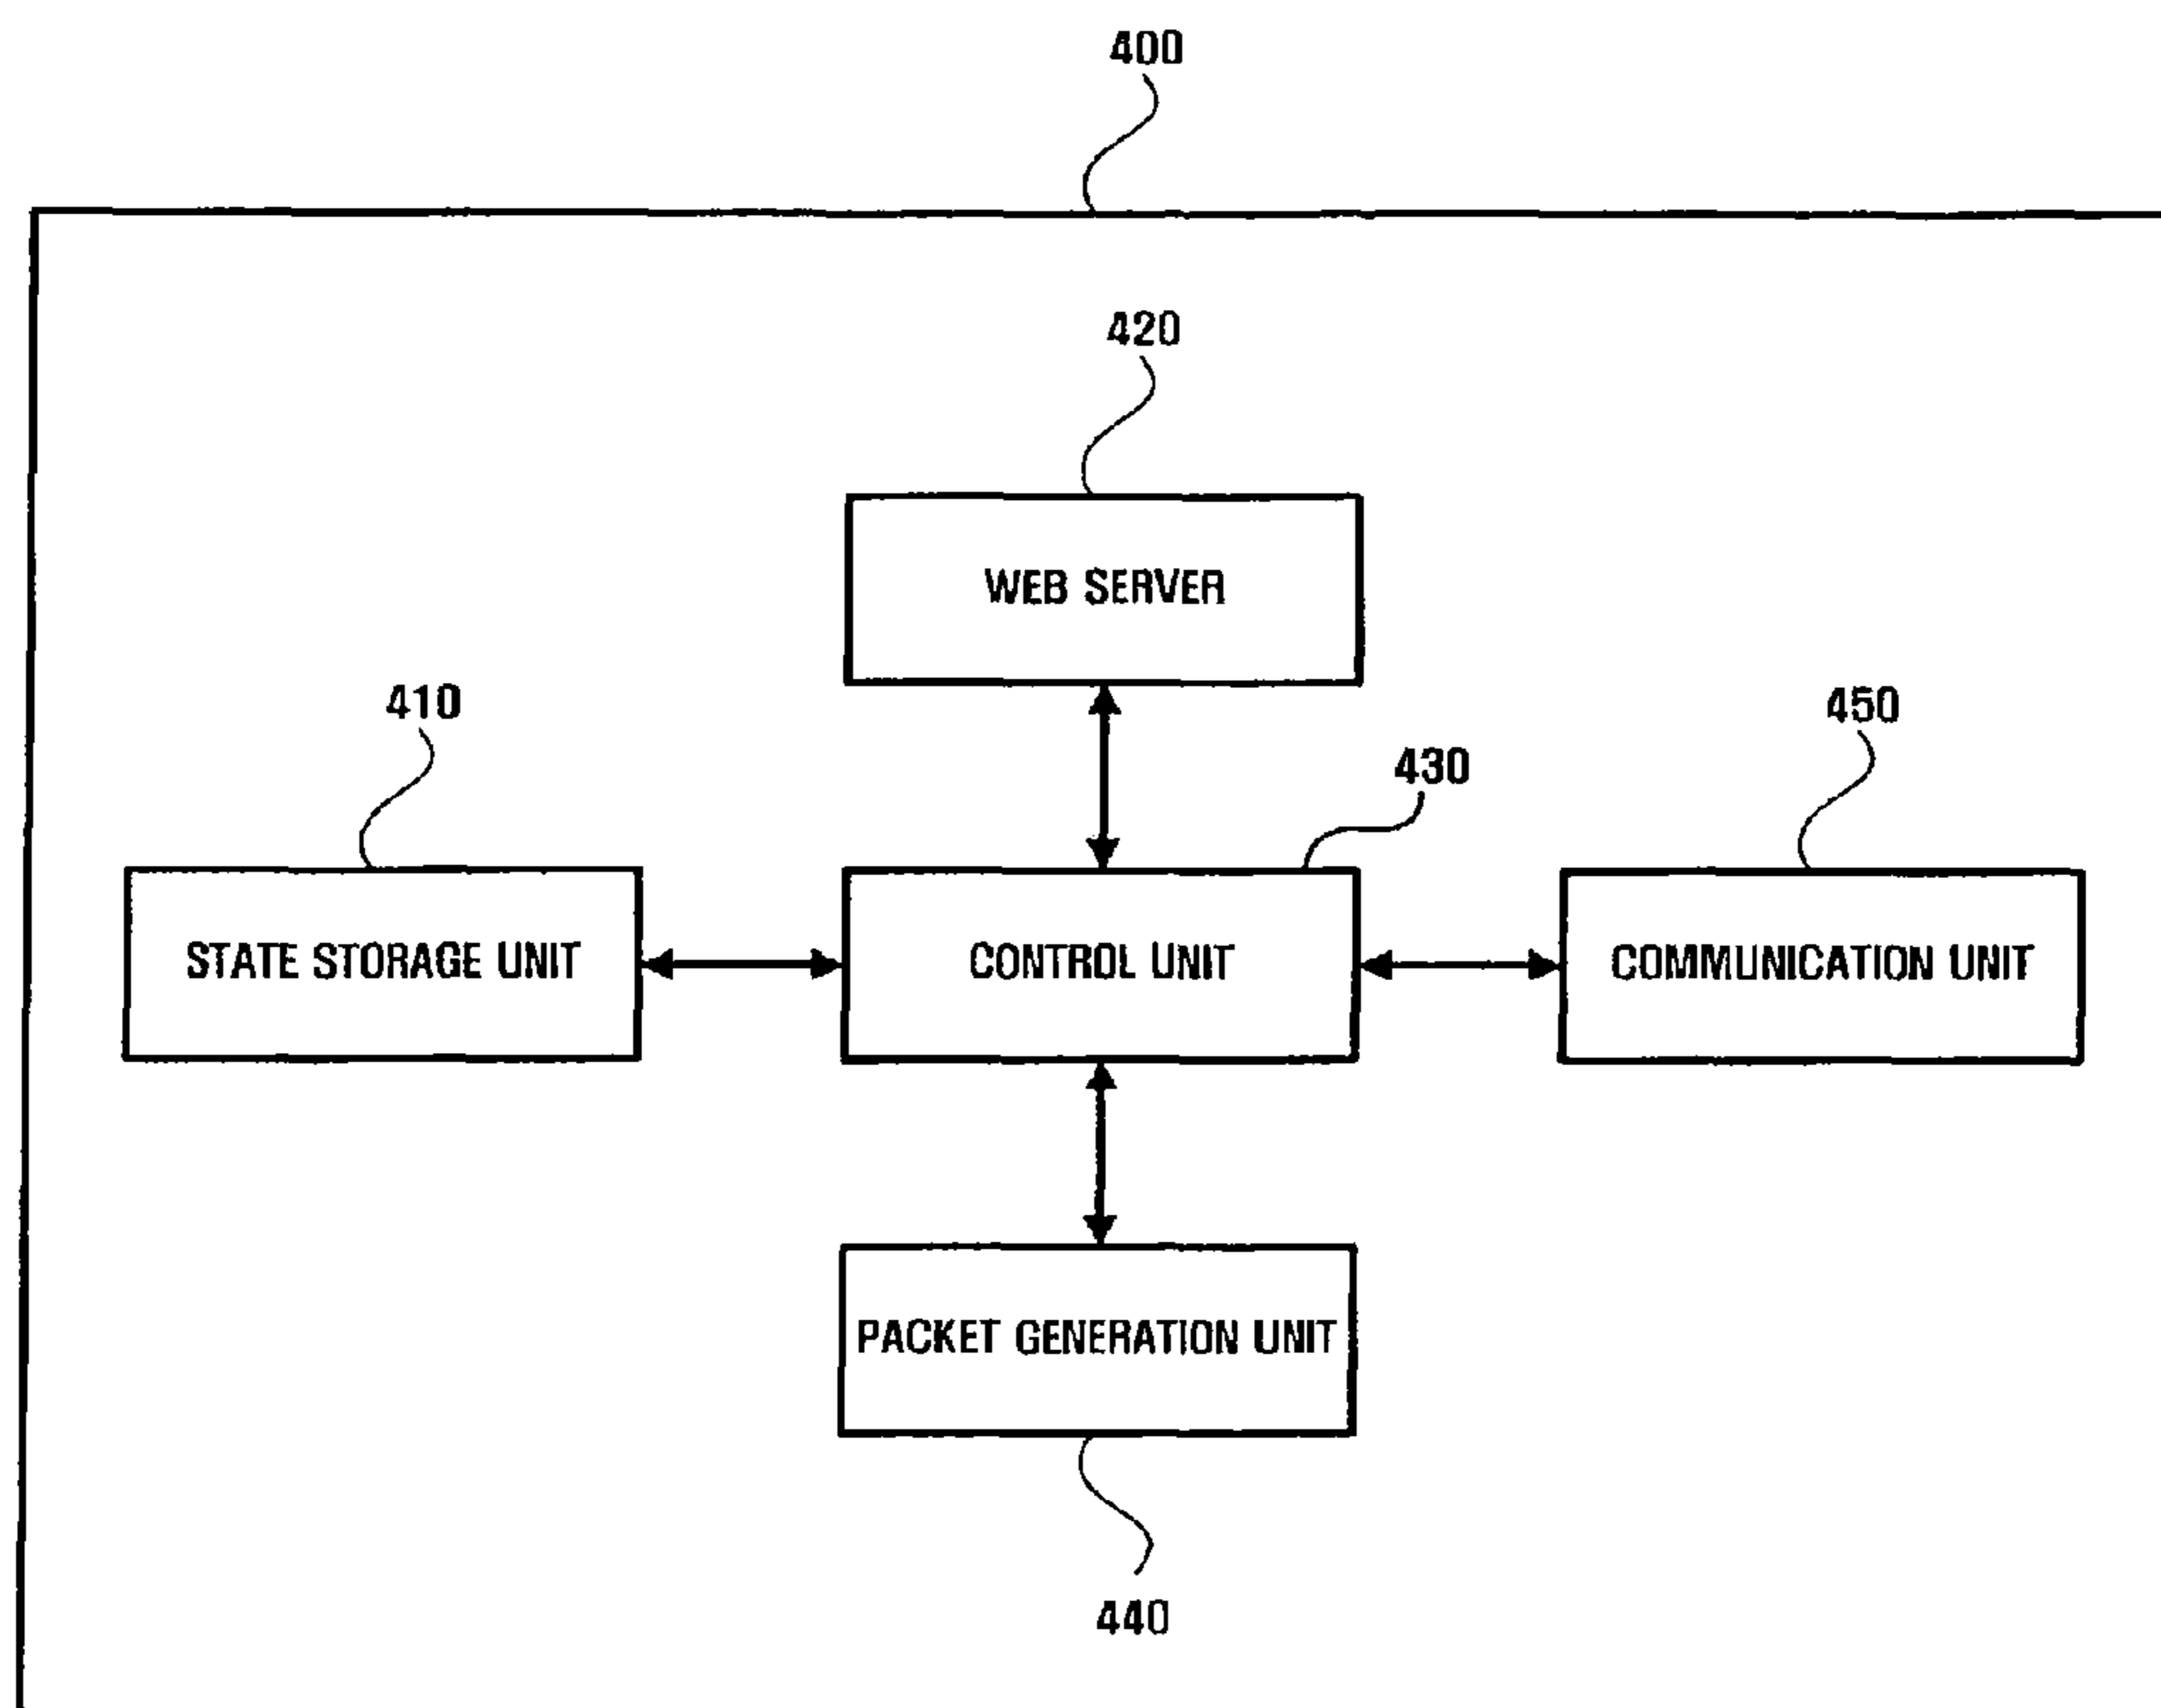 400
420
WEB SERVER
410
450
430
STATE STORAGE UNIT
CONTROL UNIT
COMMUNICATION UNIT
PACKET GENERATION UNIT
440